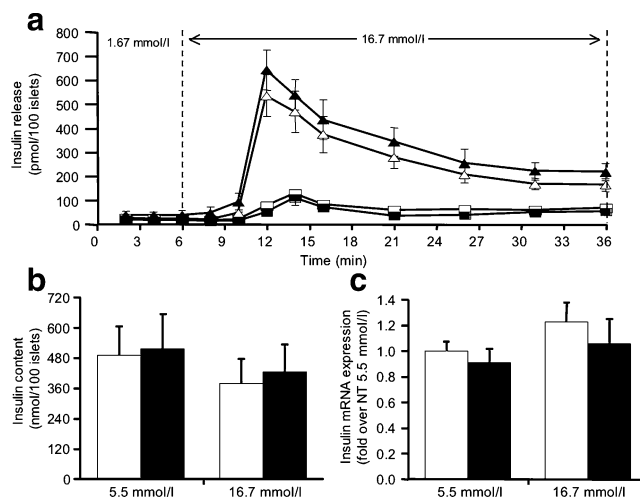 a
1.67 mmol/l
16.7 mmol/l
Insulin release
(pmol/100 islets)
800
700
600
500
400
300
200
100
0
0 3 6 9 12 15 18 21 24 27 30 33 36
Time (min)
b
Insulin content
(nmol/100 islets)
720
600
480
360
240
120
0
5.5 mmol/l 16.7 mmol/l
c
Insulin mRNA expression
(fold over NT 5.5 mmol/l)
1.4
1.2
1.0
0.8
0.6
0.4
0.2
0.0
5.5 mmol/l 16.7 mmol/l